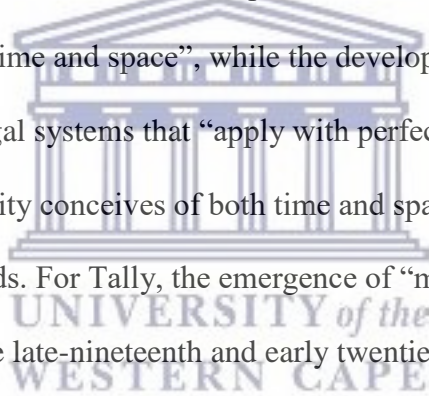 ime and space”, while the develop
gal systems that “apply with perfec
ity conceives of both time and spa
ds. For Tally, the emergence of “m
UNIVERSITY of the
e late-nineteenth and early twentie
WESTERN CAPE